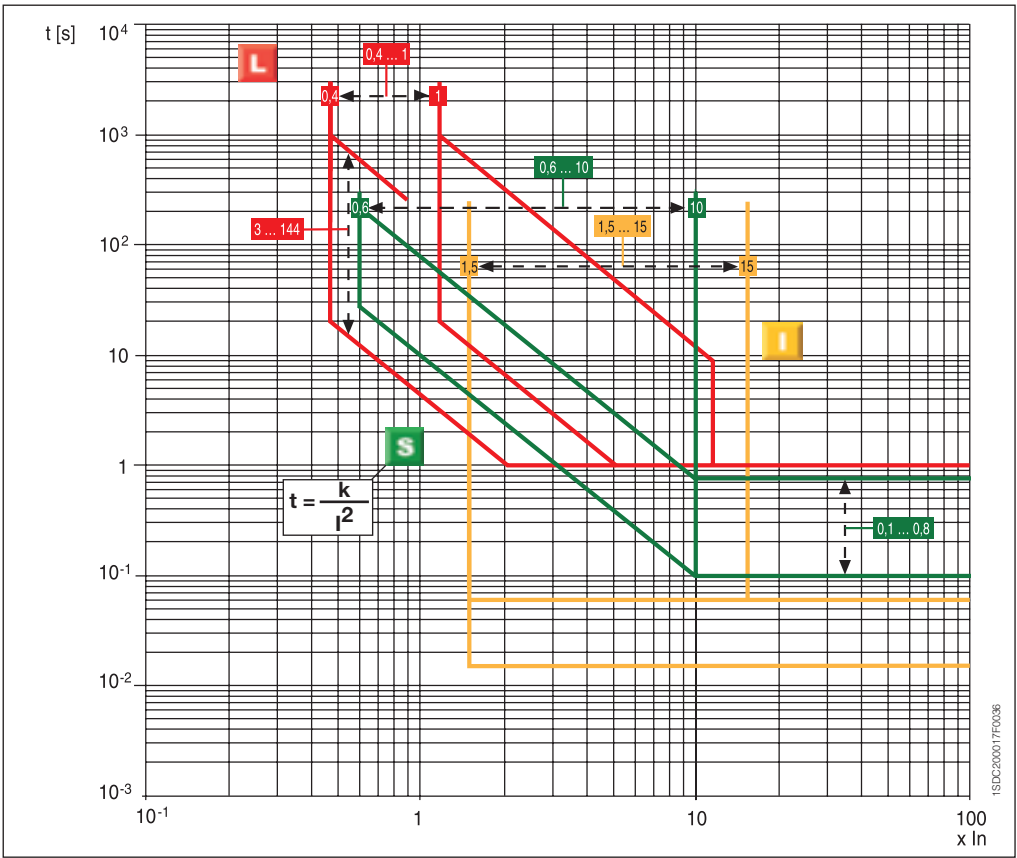 t [s]
10⁴
10³
10²
10
1
10⁻¹
10⁻²
10⁻³
L
0,4 ... 1
0,4
1
0,6 ... 10
0,6
10
3 ... 144
1,5 ... 15
1,5
15
I
S
t = k / I²
0,1 ... 0,8
10⁻¹
1
10
100
x In
1SDC200017F0036